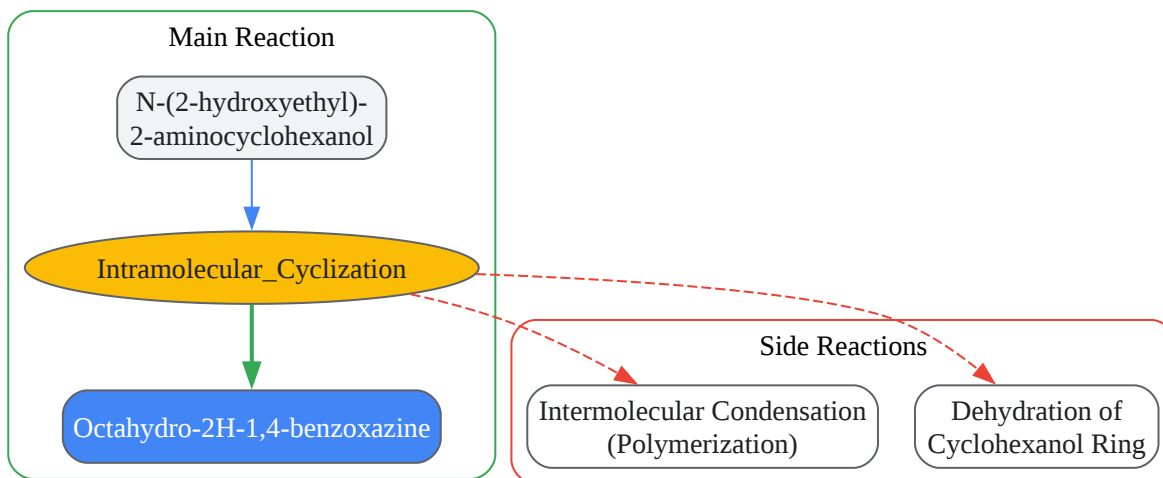 Main Reaction
N-(2-hydroxyethyl)-
2-aminocyclohexanol
Intramolecular_Cyclization
Octahydro-2H-1,4-benzoxazine
Side Reactions
Intermolecular Condensation
(Polymerization)
Dehydration of
Cyclohexanol Ring